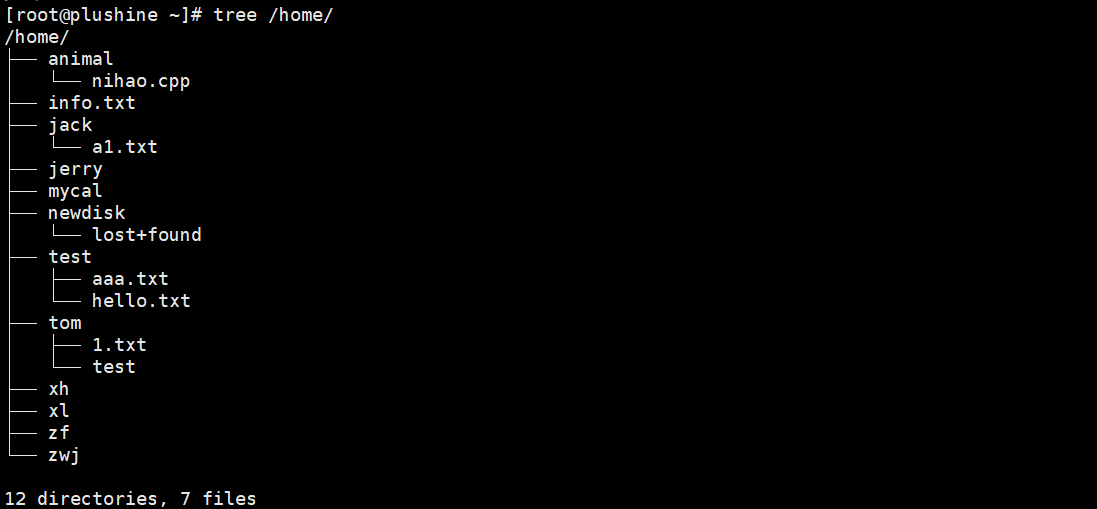 [root@plushine ~]# tree /home/
/home/
├── animal
│   └── nihao.cpp
├── info.txt
├── jack
│   └── a1.txt
├── jerry
├── mycal
├── newdisk
│   └── lost+found
├── test
│   ├── aaa.txt
│   └── hello.txt
├── tom
│   ├── 1.txt
│   └── test
├── xh
├── xl
├── zf
└── zwj

12 directories, 7 files